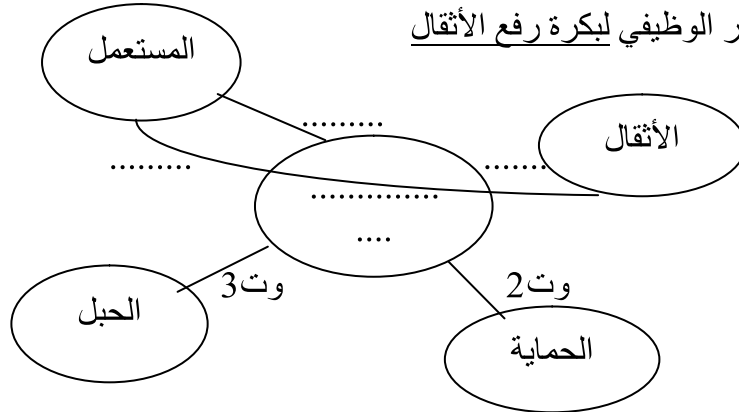 ر الوظيفي لبكرة رفع الأثقال
المستعمل
.........
الأثقال
.........
.......
..............
....
وت3
وت2
الحبل
الحماية